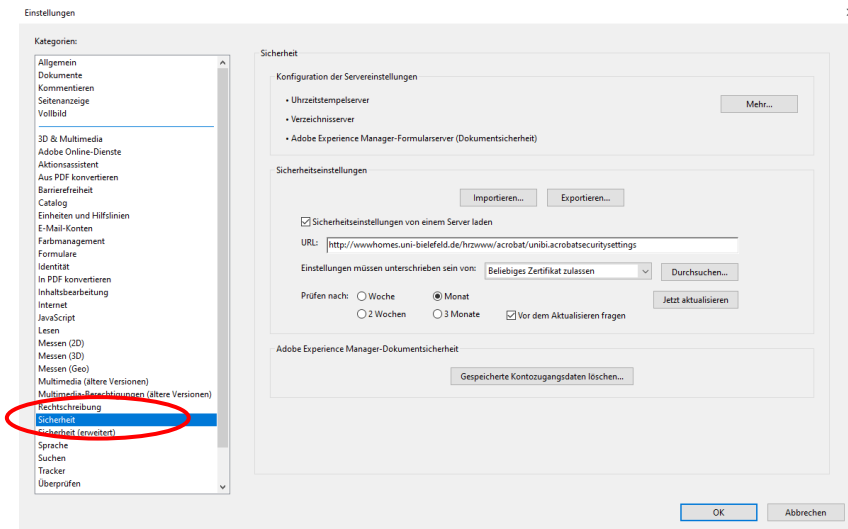 Einstellungen
Kategorien:
Allgemein
Dokumente
Kommentieren
Seitenanzeige
Vollbild
3D & Multimedia
Adobe Online-Dienste
Aktionsassistent
Aus PDF konvertieren
Barrierefreiheit
Catalog
Einheiten und Hilfslinien
E-Mail-Konten
Farbmanagement
Formulare
Identität
In PDF konvertieren
Inhaltsbearbeitung
Internet
JavaScript
Lesen
Messen (2D)
Messen (3D)
Messen (Geo)
Multimedia (ältere Versionen)
Multimedia-Berechtigungen (ältere Versionen)
Rechtschreibung
Sicherheit
Sicherheit (erweitert)
Sprache
Suchen
Tracker
Überprüfen
Sicherheit
Konfiguration der Servereinstellungen
• Uhrzeitstempelserver
Mehr...
• Verzeichnisserver
• Adobe Experience Manager-Formularserver (Dokumentsicherheit)
Sicherheitseinstellungen
Importieren... Exportieren...
Sicherheitseinstellungen von einem Server laden
URL: http://wwwhomes.uni-bielefeld.de/hrzwww/acrobat/unibi.acrobatsecuritysettings
Einstellungen müssen unterschrieben sein von: Beliebiges Zertifikat zulassen Durchsuchen...
Prüfen nach: Woche Monat Jetzt aktualisieren
2 Wochen 3 Monate Vor dem Aktualisieren fragen
Adobe Experience Manager-Dokumentsicherheit
Gespeicherte Kontozugangsdaten löschen...
OK Abbrechen